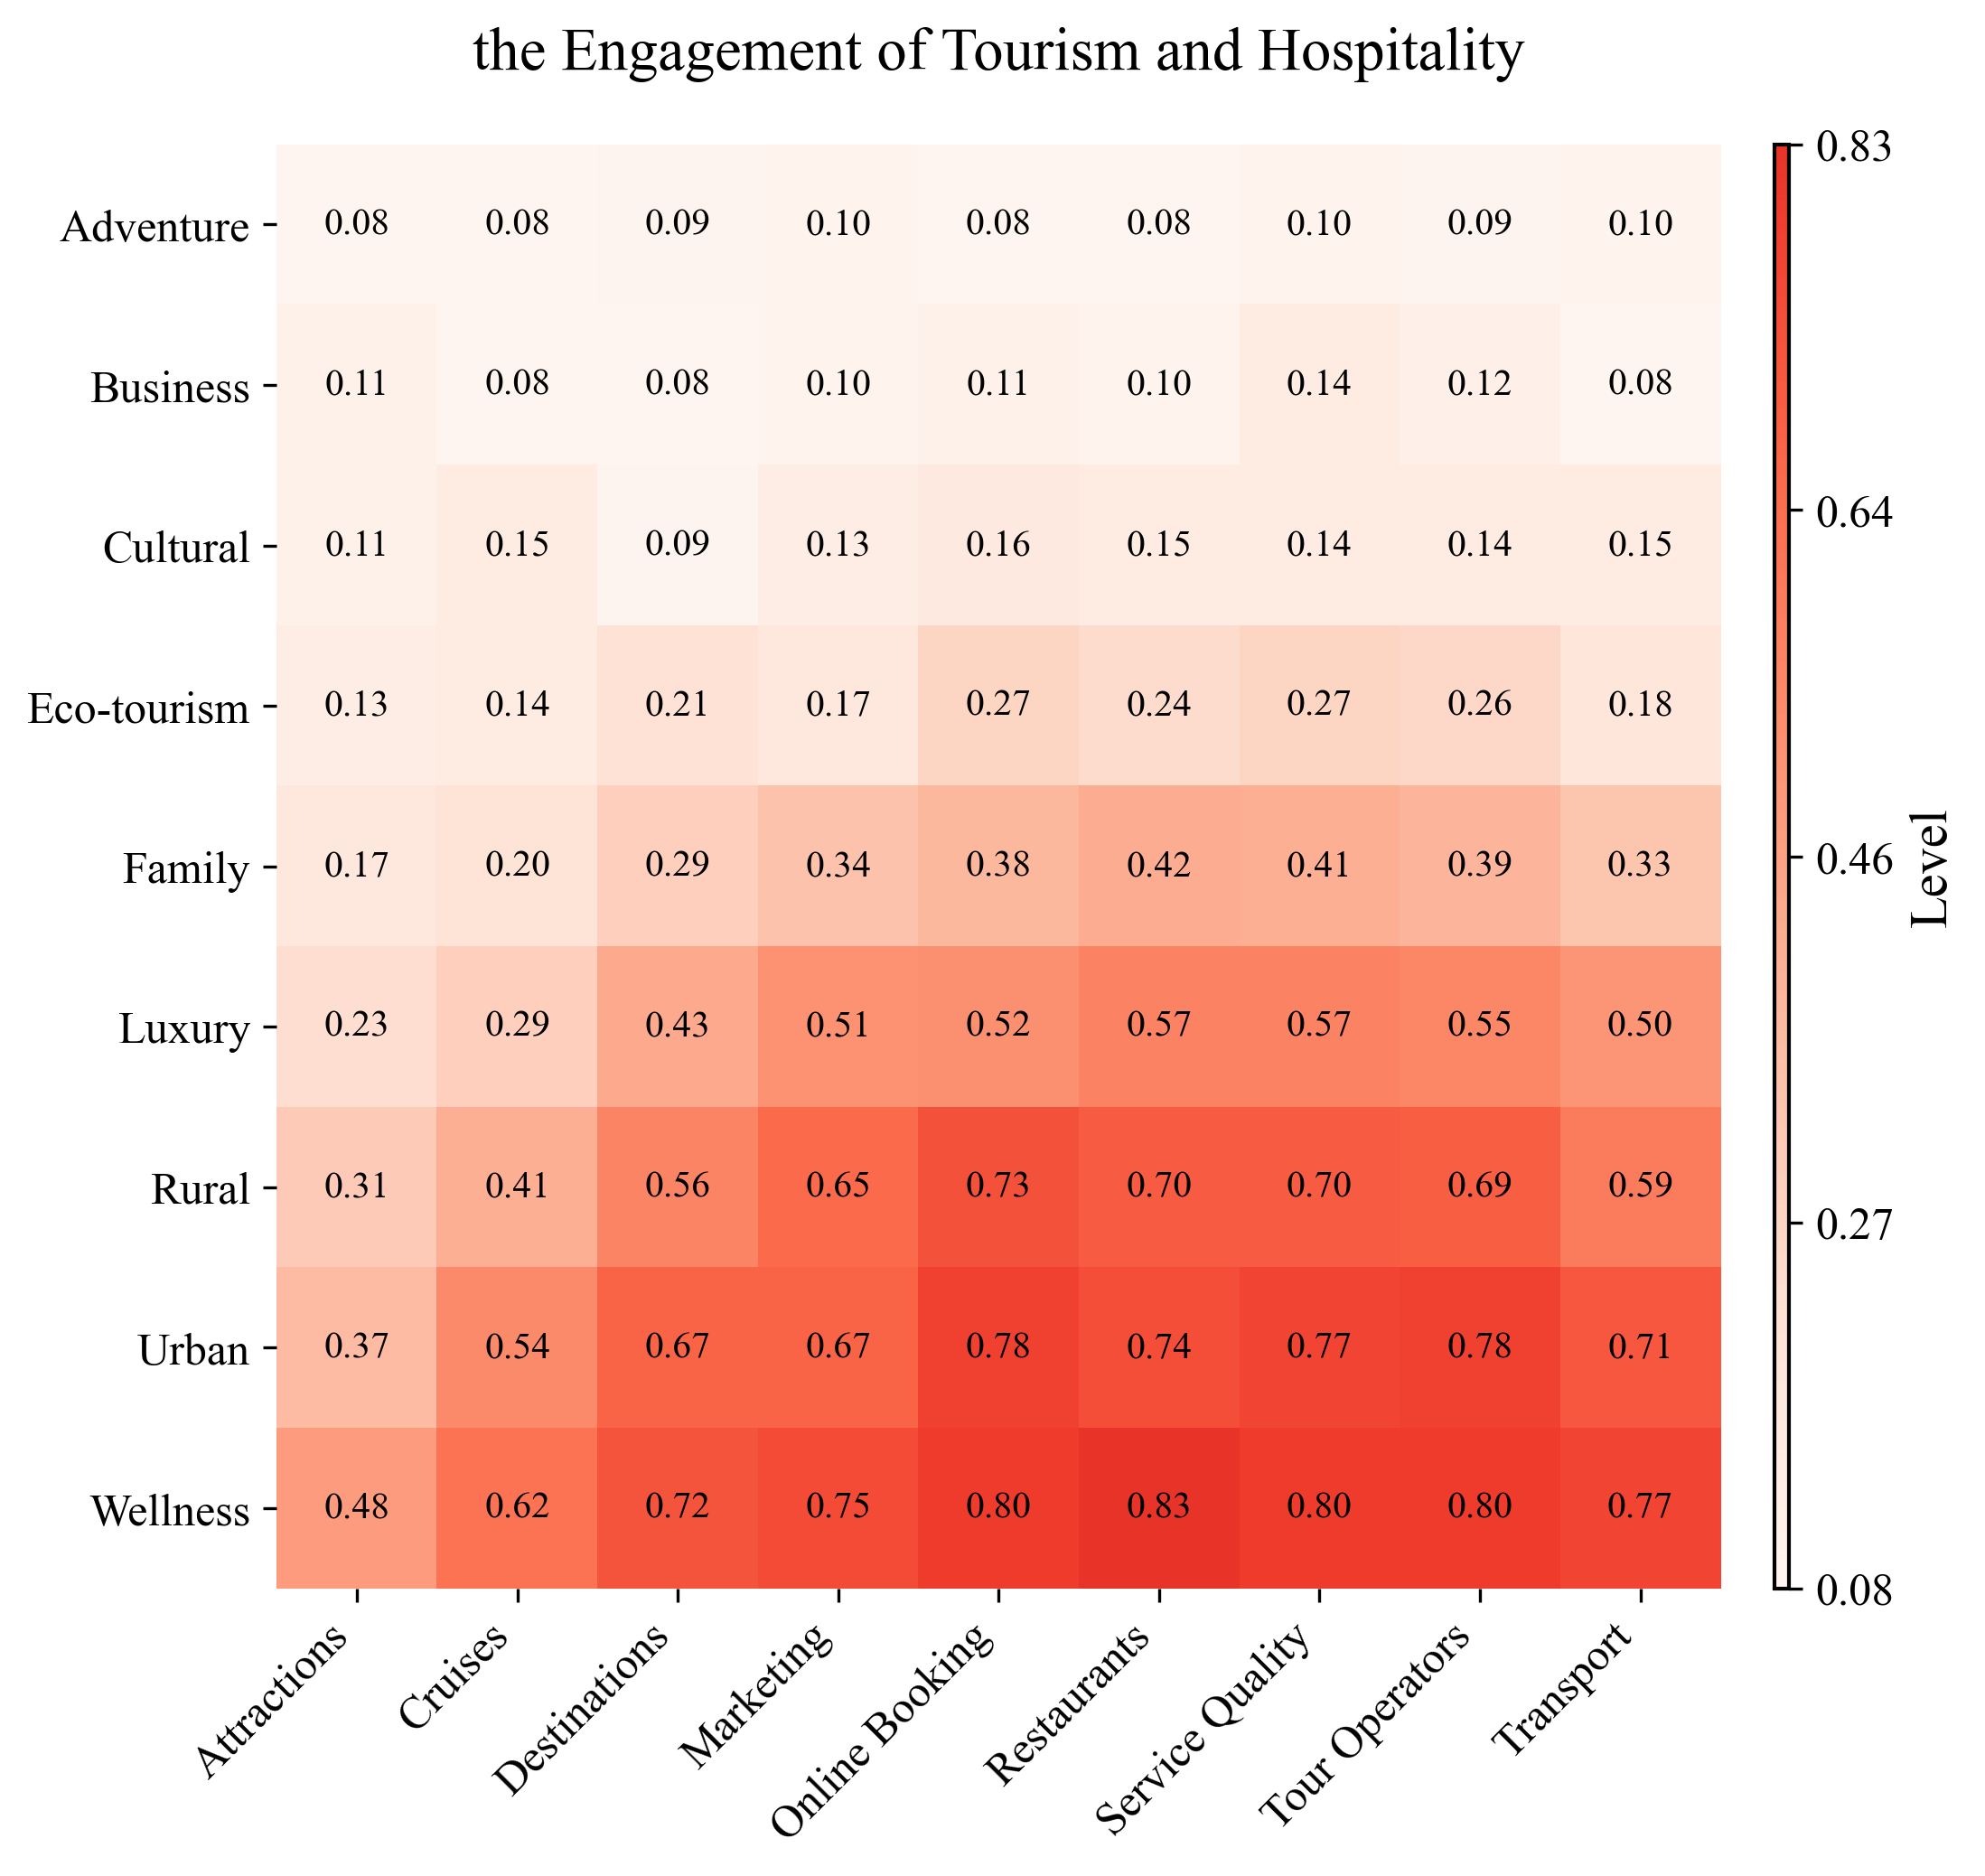 the Engagement of Tourism and Hospitality
Adventure 0.08 0.08 0.09 0.10 0.08 0.08 0.10 0.09 0.10
Business 0.11 0.08 0.08 0.10 0.11 0.10 0.14 0.12 0.08
Cultural 0.11 0.15 0.09 0.13 0.16 0.15 0.14 0.14 0.15
Eco-tourism 0.13 0.14 0.21 0.17 0.27 0.24 0.27 0.26 0.18
Family 0.17 0.20 0.29 0.34 0.38 0.42 0.41 0.39 0.33
Luxury 0.23 0.29 0.43 0.51 0.52 0.57 0.57 0.55 0.50
Rural 0.31 0.41 0.56 0.65 0.73 0.70 0.70 0.69 0.59
Urban 0.37 0.54 0.67 0.67 0.78 0.74 0.77 0.78 0.71
Wellness 0.48 0.62 0.72 0.75 0.80 0.83 0.80 0.80 0.77
Attractions
Cruises
Destinations
Marketing
Online Booking
Restaurants
Service Quality
Tour Operators
Transport
0.83
0.64
0.46
0.27
0.08
Level